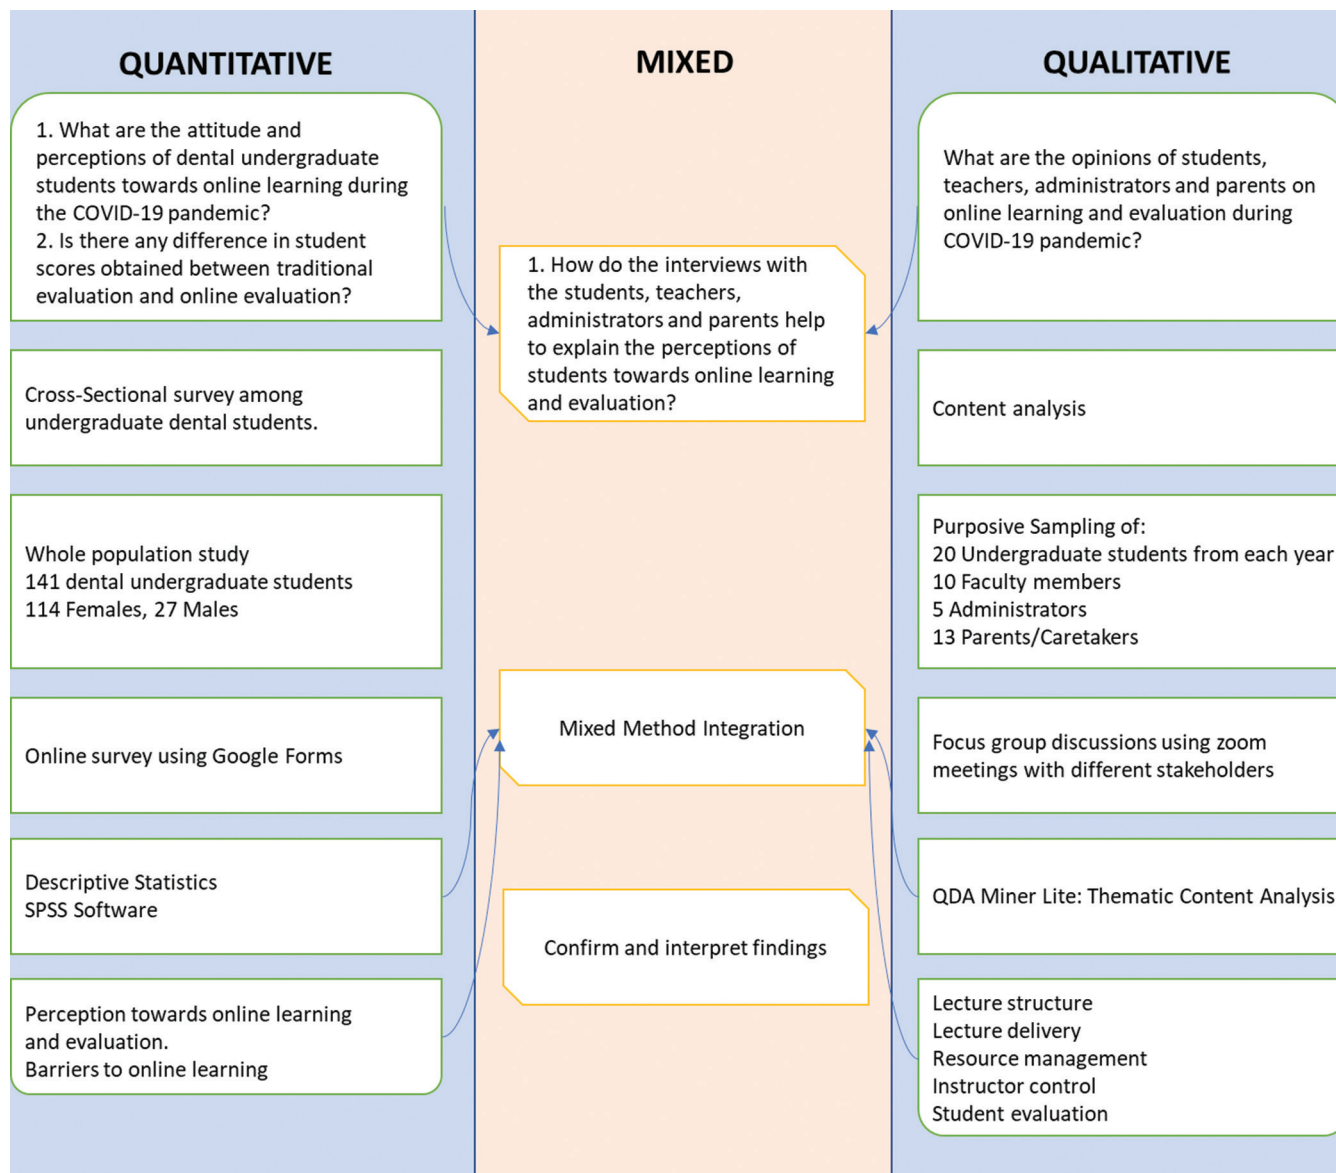 QUANTITATIVE
1. What are the attitude and
perceptions of dental undergraduate
students towards online learning during
the COVID-19 pandemic?
2. Is there any difference in student
scores obtained between traditional
evaluation and online evaluation?
Cross-Sectional survey among
undergraduate dental students.
Whole population study
141 dental undergraduate students
114 Females, 27 Males
Online survey using Google Forms
Descriptive Statistics
SPSS Software
Perception towards online learning
and evaluation.
Barriers to online learning
MIXED
1. How do the interviews with
the students, teachers,
administrators and parents help
to explain the perceptions of
students towards online learning
and evaluation?
Mixed Method Integration
Confirm and interpret findings
QUALITATIVE
What are the opinions of students,
teachers, administrators and parents on
online learning and evaluation during
COVID-19 pandemic?
Content analysis
Purposive Sampling of:
20 Undergraduate students from each year
10 Faculty members
5 Administrators
13 Parents/Caretakers
Focus group discussions using zoom
meetings with different stakeholders
QDA Miner Lite: Thematic Content Analysis
Lecture structure
Lecture delivery
Resource management
Instructor control
Student evaluation